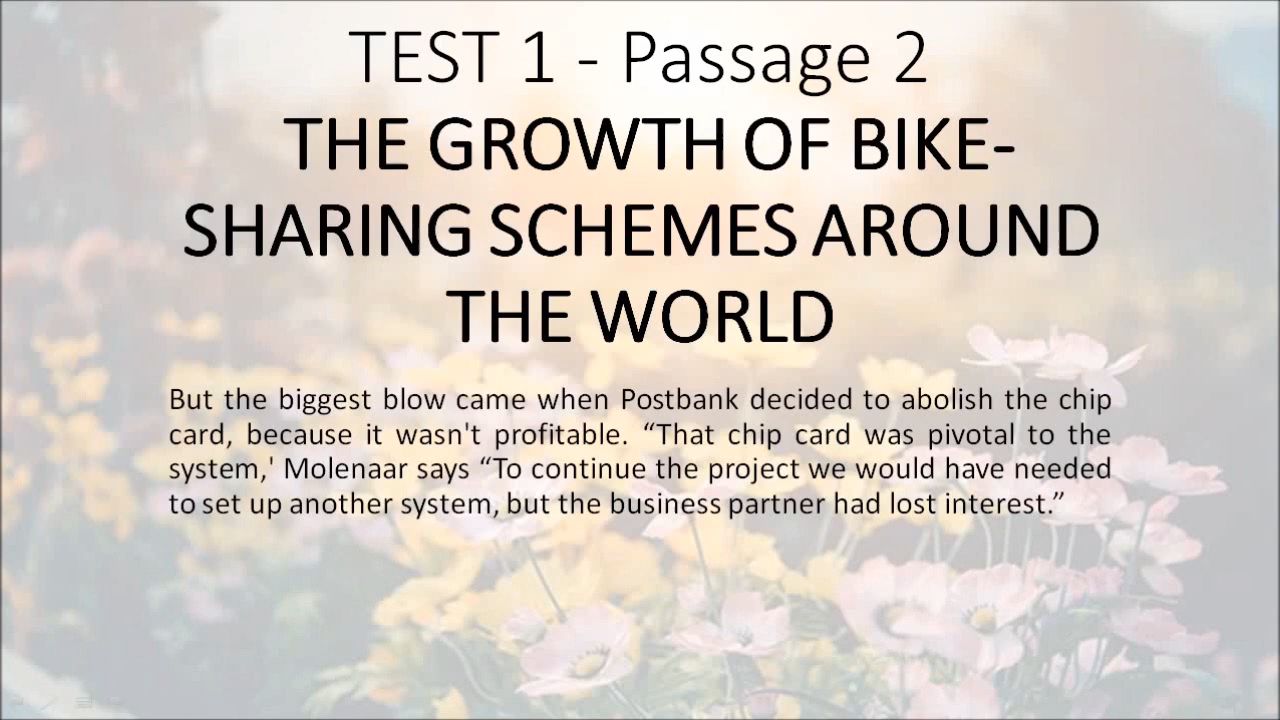 TEST 1 - Passage 2
THE GROWTH OF BIKE-
SHARING SCHEMES AROUND
THE WORLD
But the biggest blow came when Postbank decided to abolish the chip
card, because it wasn't profitable. “That chip card was pivotal to the
system,' Molenaar says “To continue the project we would have needed
to set up another system, but the business partner had lost interest.”